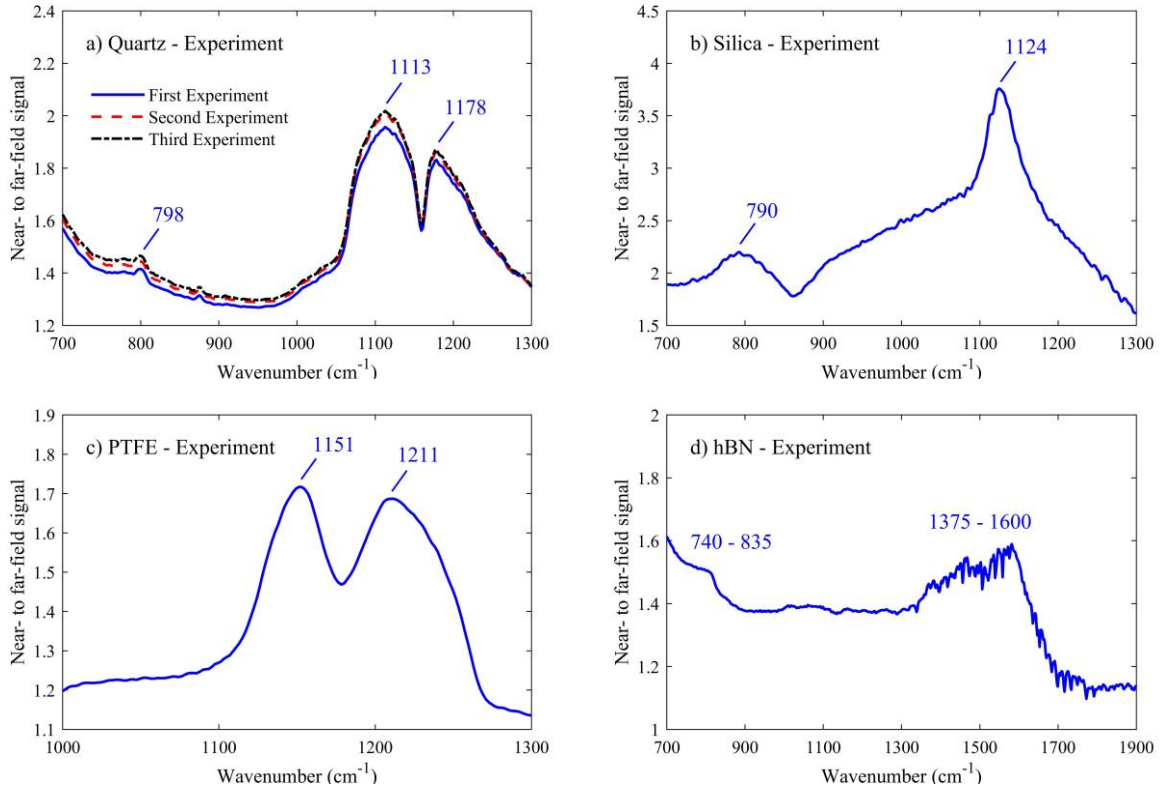 a) Quartz - Experiment
First Experiment
Second Experiment
Third Experiment
798
1113
1178
2.4
2.2
2
1.8
1.6
1.4
1.2
700 800 900 1000 1100 1200 1300
Near- to far-field signal
Wavenumber (cm⁻¹)
b) Silica - Experiment
790
1124
4.5
4
3.5
3
2.5
2
1.5
700 800 900 1000 1100 1200 1300
Near- to far-field signal
Wavenumber (cm⁻¹)
c) PTFE - Experiment
1151
1211
1.9
1.8
1.7
1.6
1.5
1.4
1.3
1.2
1.1
1000 1100 1200 1300
Near- to far-field signal
Wavenumber (cm⁻¹)
d) hBN - Experiment
740 - 835
1375 - 1600
2
1.8
1.6
1.4
1.2
1
700 900 1100 1300 1500 1700 1900
Near- to far-field signal
Wavenumber (cm⁻¹)